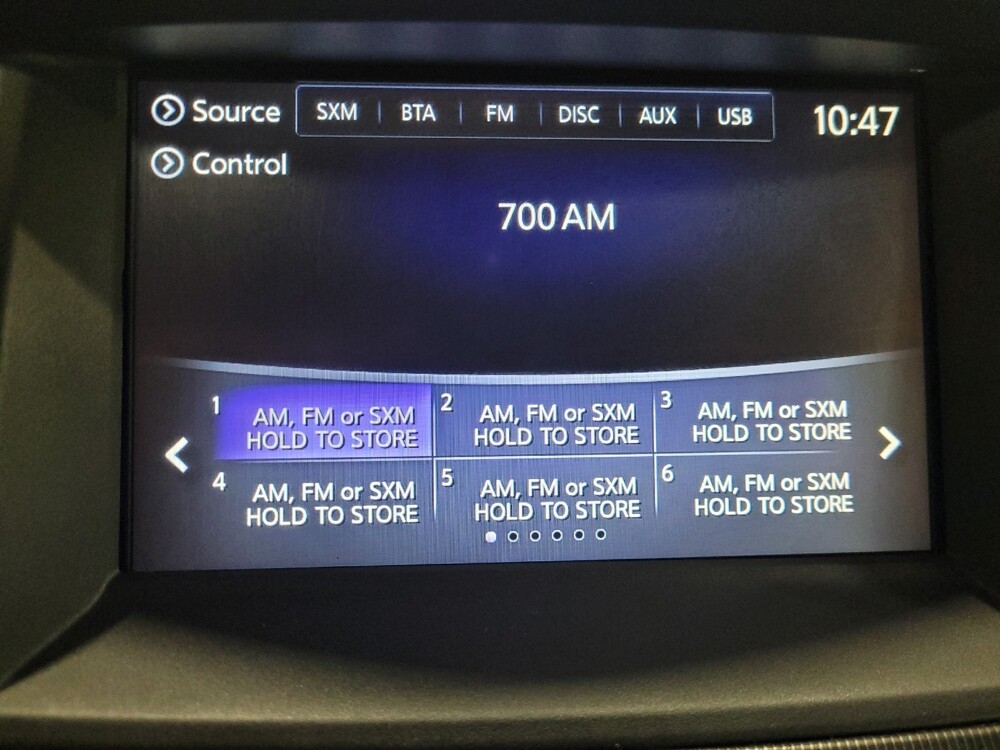 Source SXM BTA FM DISC AUX USB 10:47
Control
700 AM
1 AM, FM or SXM
HOLD TO STORE
2 AM, FM or SXM
HOLD TO STORE
3 AM, FM or SXM
HOLD TO STORE
4 AM, FM or SXM
HOLD TO STORE
5 AM, FM or SXM
HOLD TO STORE
6 AM, FM or SXM
HOLD TO STORE